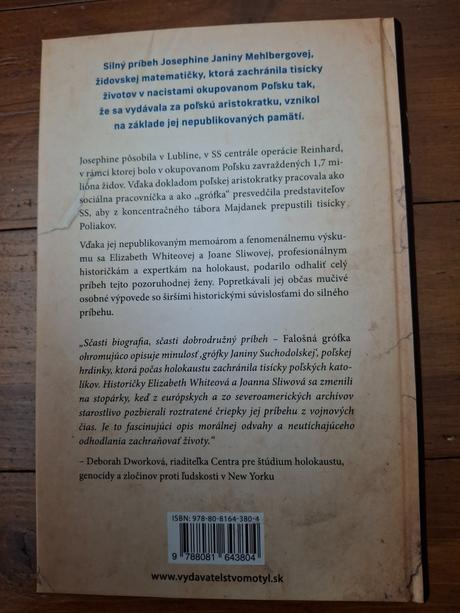 Silný príbeh Josephine Janiny Mehlbergovej,
židovskej matematičky, ktorá zachránila tisícky
životov v nacistami okupovanom Poľsku tak,
že sa vydávala za poľskú aristokratku, vznikol
na základe jej nepublikovaných pamätí.
Josephine pôsobila v Lubline, v SS centrále operácie Reinhard,
v rámci ktorej bolo v okupovanom Poľsku zavraždených 1,7 mi-
lióna židov. Vďaka dokladom poľskej aristokratky pracovala ako
sociálna pracovníčka a ako „grófka“ presvedčila predstaviteľov
SS, aby z koncentračného tábora Majdanek prepustili tisícky
Poliakov.
Vďaka jej nepublikovaným memoárom a fenomenálnemu výsku-
mu sa Elizabeth Whiteovej a Joane Sliwovej, profesionálnym
historičkám a expertkám na holokaust, podarilo odhaliť celý
príbeh tejto pozoruhodnej ženy. Popretkávali jej občas mučivé
osobné výpovede so širšími historickými súvislosťami do silného
príbehu.
„Sčasti biografia, sčasti dobrodružný príbeh – Falošná grófka
ohromujúco opisuje minulosť ‚grófky Janiny Suchodolskej‘, poľskej
hrdinky, ktorá počas holokaustu zachránila tisícky poľských kato-
líkov. Historičky Elizabeth Whiteová a Joanna Sliwová sa zmenili
na stopárky, keď z európskych a zo severoamerických archívov
starostlivo pozbierali roztratené čriepky jej príbehu z vojnových
čias. Je to fascinujúci opis morálnej odvahy a neutíchajúceho
odhodlania zachraňovať životy.“
– Deborah Dworková, riaditeľka Centra pre štúdium holokaustu,
genocídy a zločinov proti ľudskosti v New Yorku
ISBN: 978-80-8164-380-4
9 788081 643804
www.vydavatelstvomotyl.sk